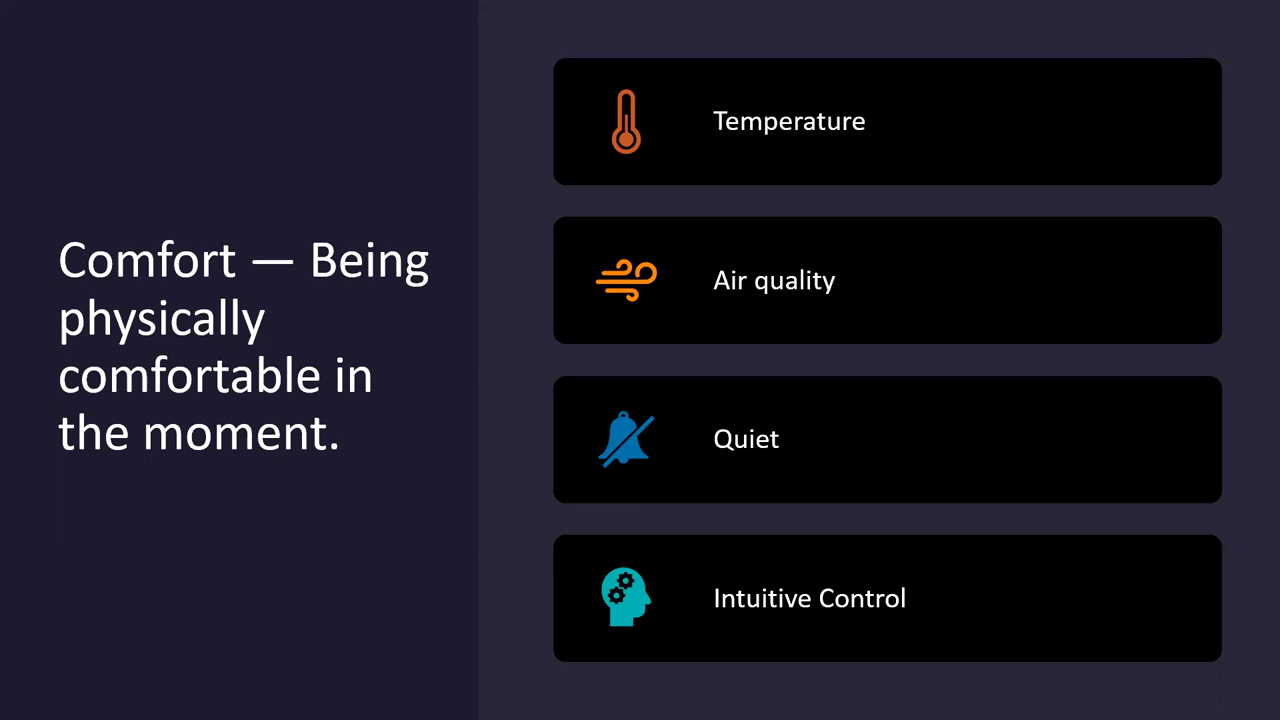 Comfort — Being
physically
comfortable in
the moment.
Temperature
Air quality
Quiet
Intuitive Control